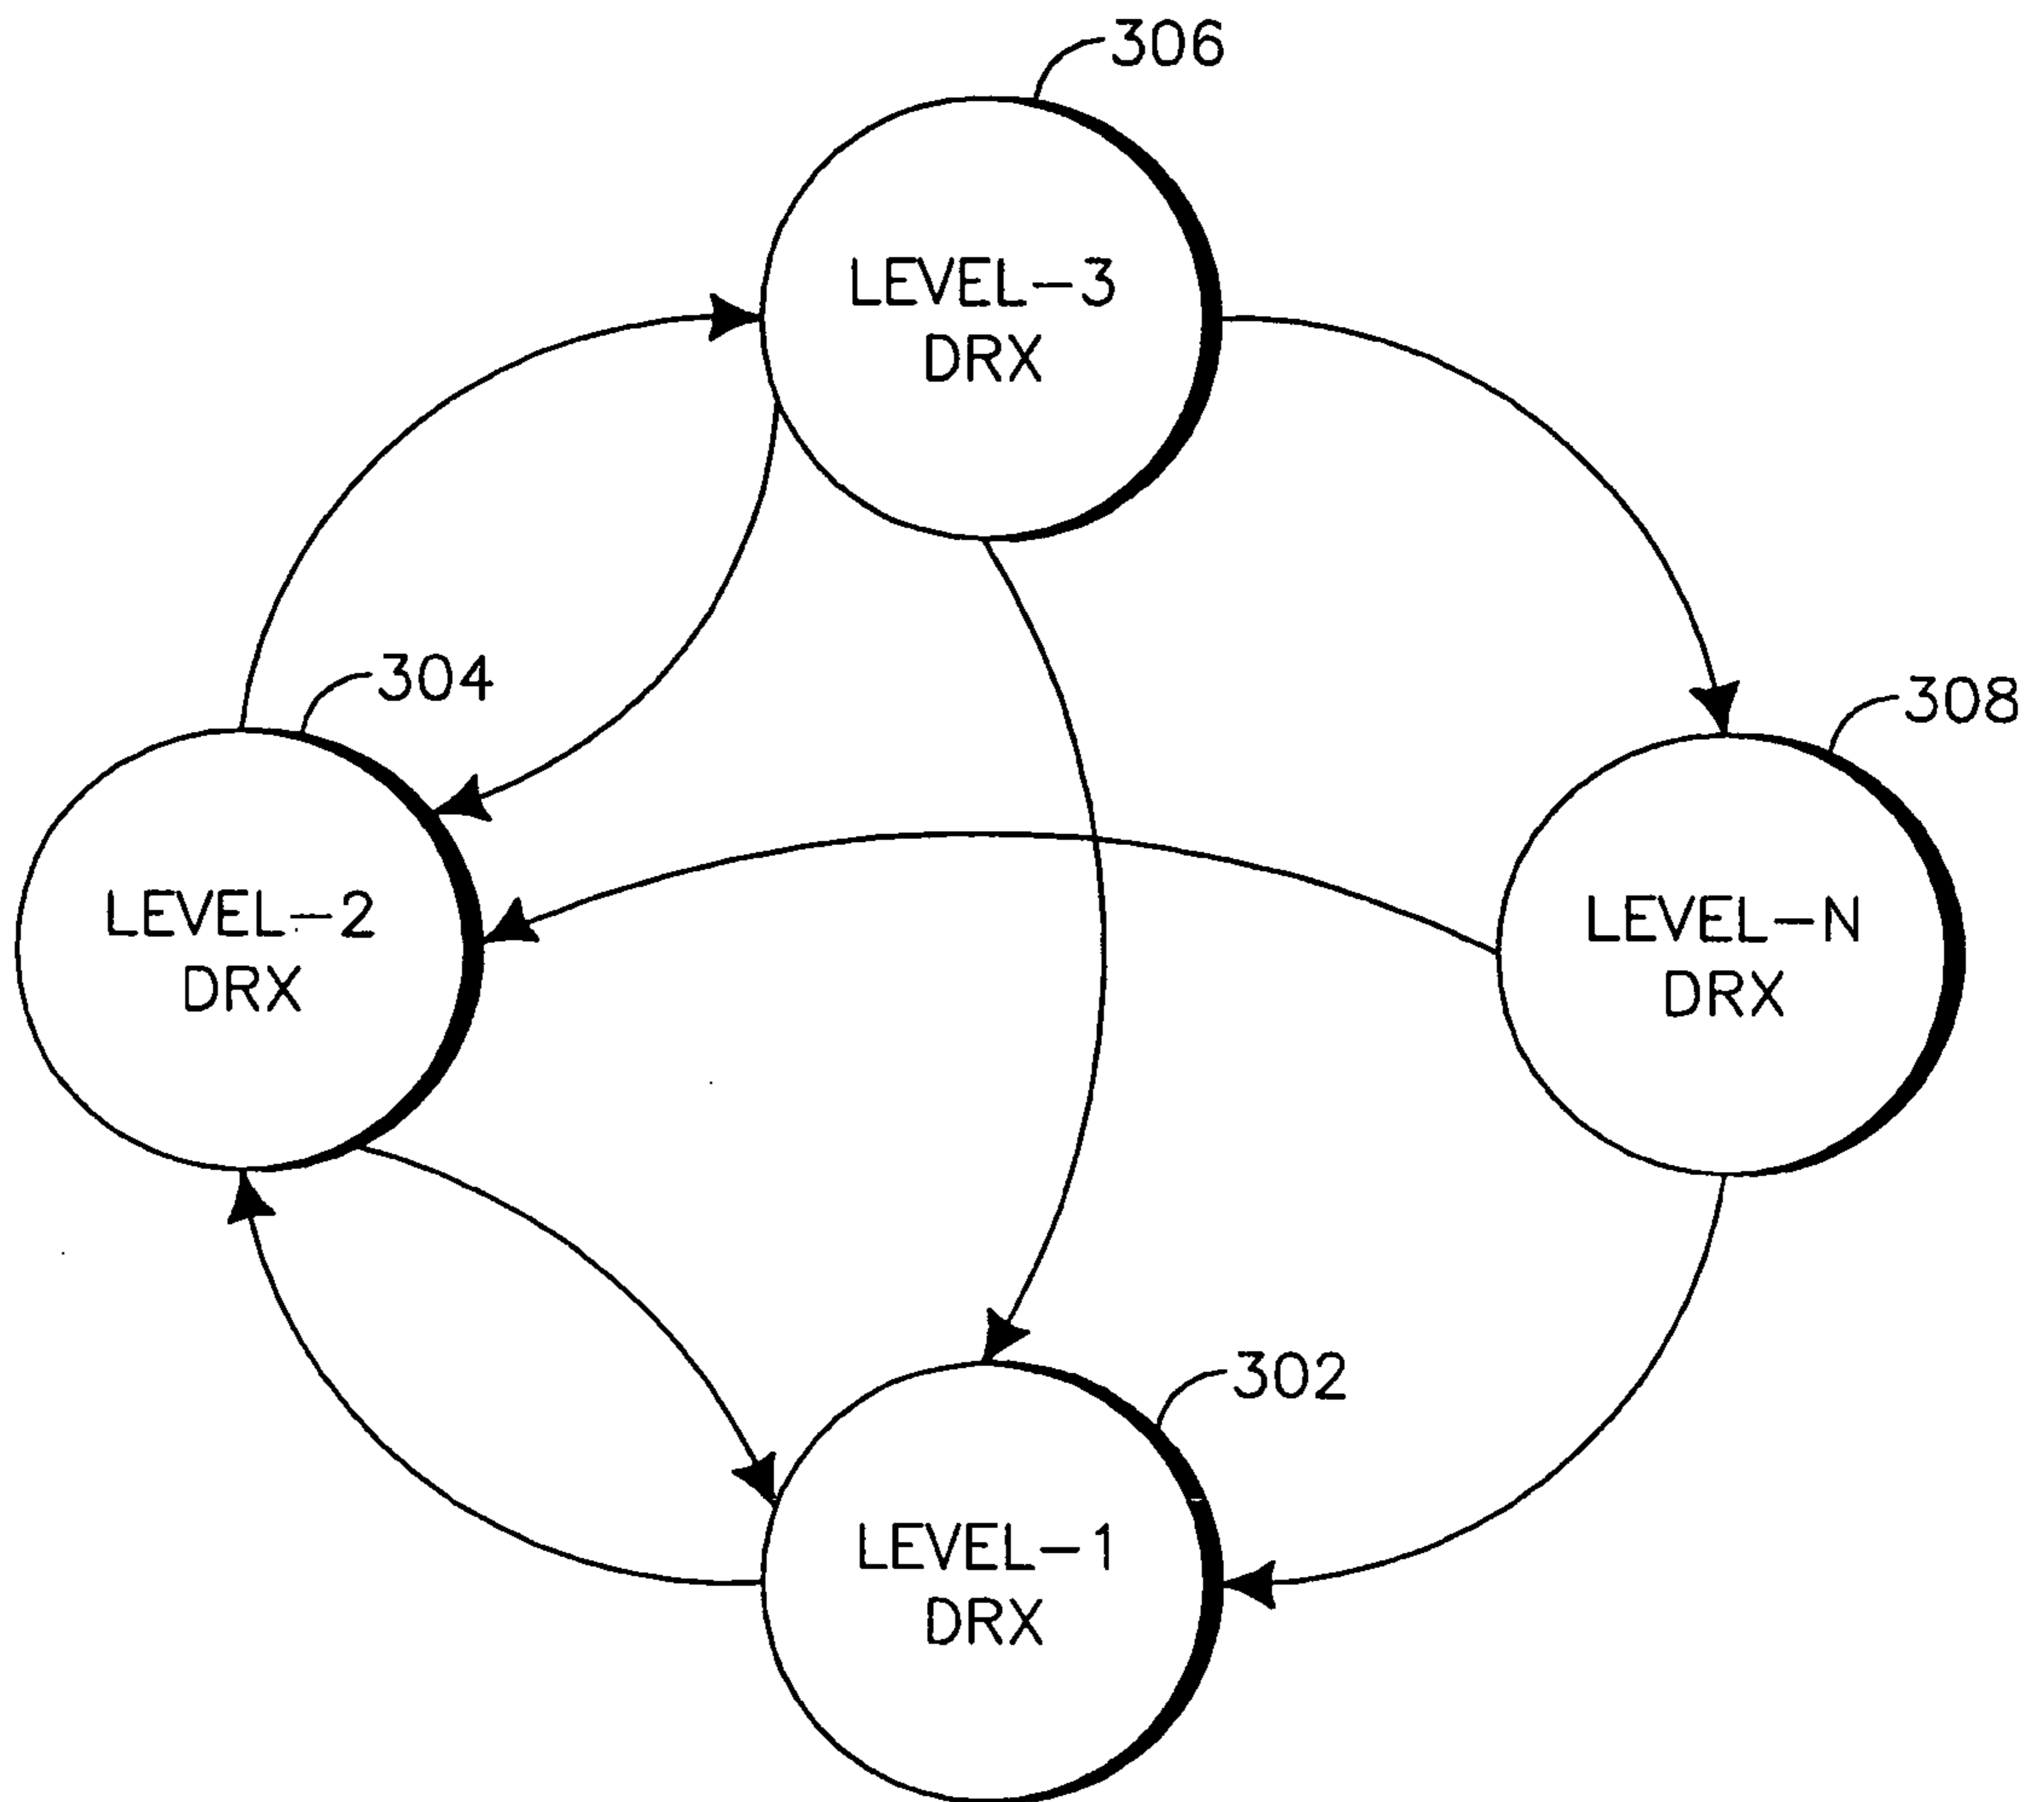 306
LEVEL-3
DRX
304
308
LEVEL-2
DRX
LEVEL-N
DRX
302
LEVEL-1
DRX